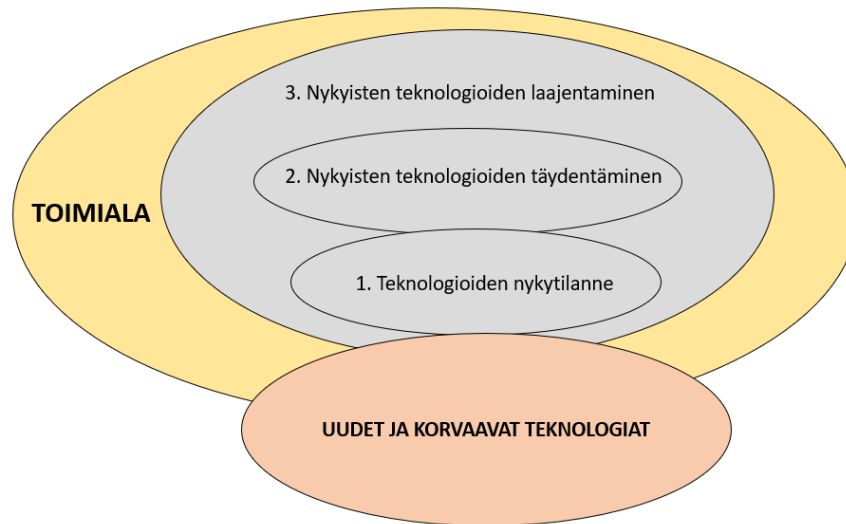 3. Nykyisten teknologioiden laajentaminen
2. Nykyisten teknologioiden täydentäminen
TOIMIALA
1. Teknologioiden nykytilanne
UUDET JA KORVAAVAT TEKNOLOGIAT